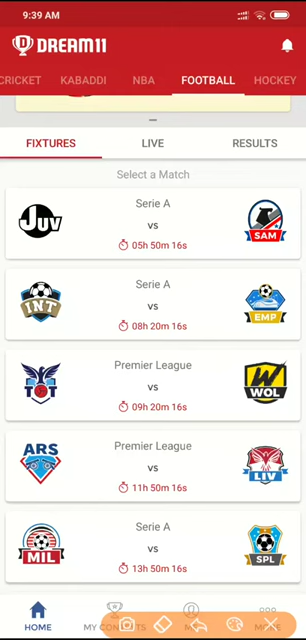 9:39 AM
DREAM11
CRICKET KABADDI NBA FOOTBALL HOCKEY
FIXTURES LIVE RESULTS
Select a Match
Serie A
JUV vs SAM
05h 50m 16s
Serie A
INT vs EMP
08h 20m 16s
Premier League
TOT vs WOL
09h 20m 16s
Premier League
ARS vs LIV
11h 50m 16s
Serie A
MIL vs SPL
13h 50m 16s
HOME